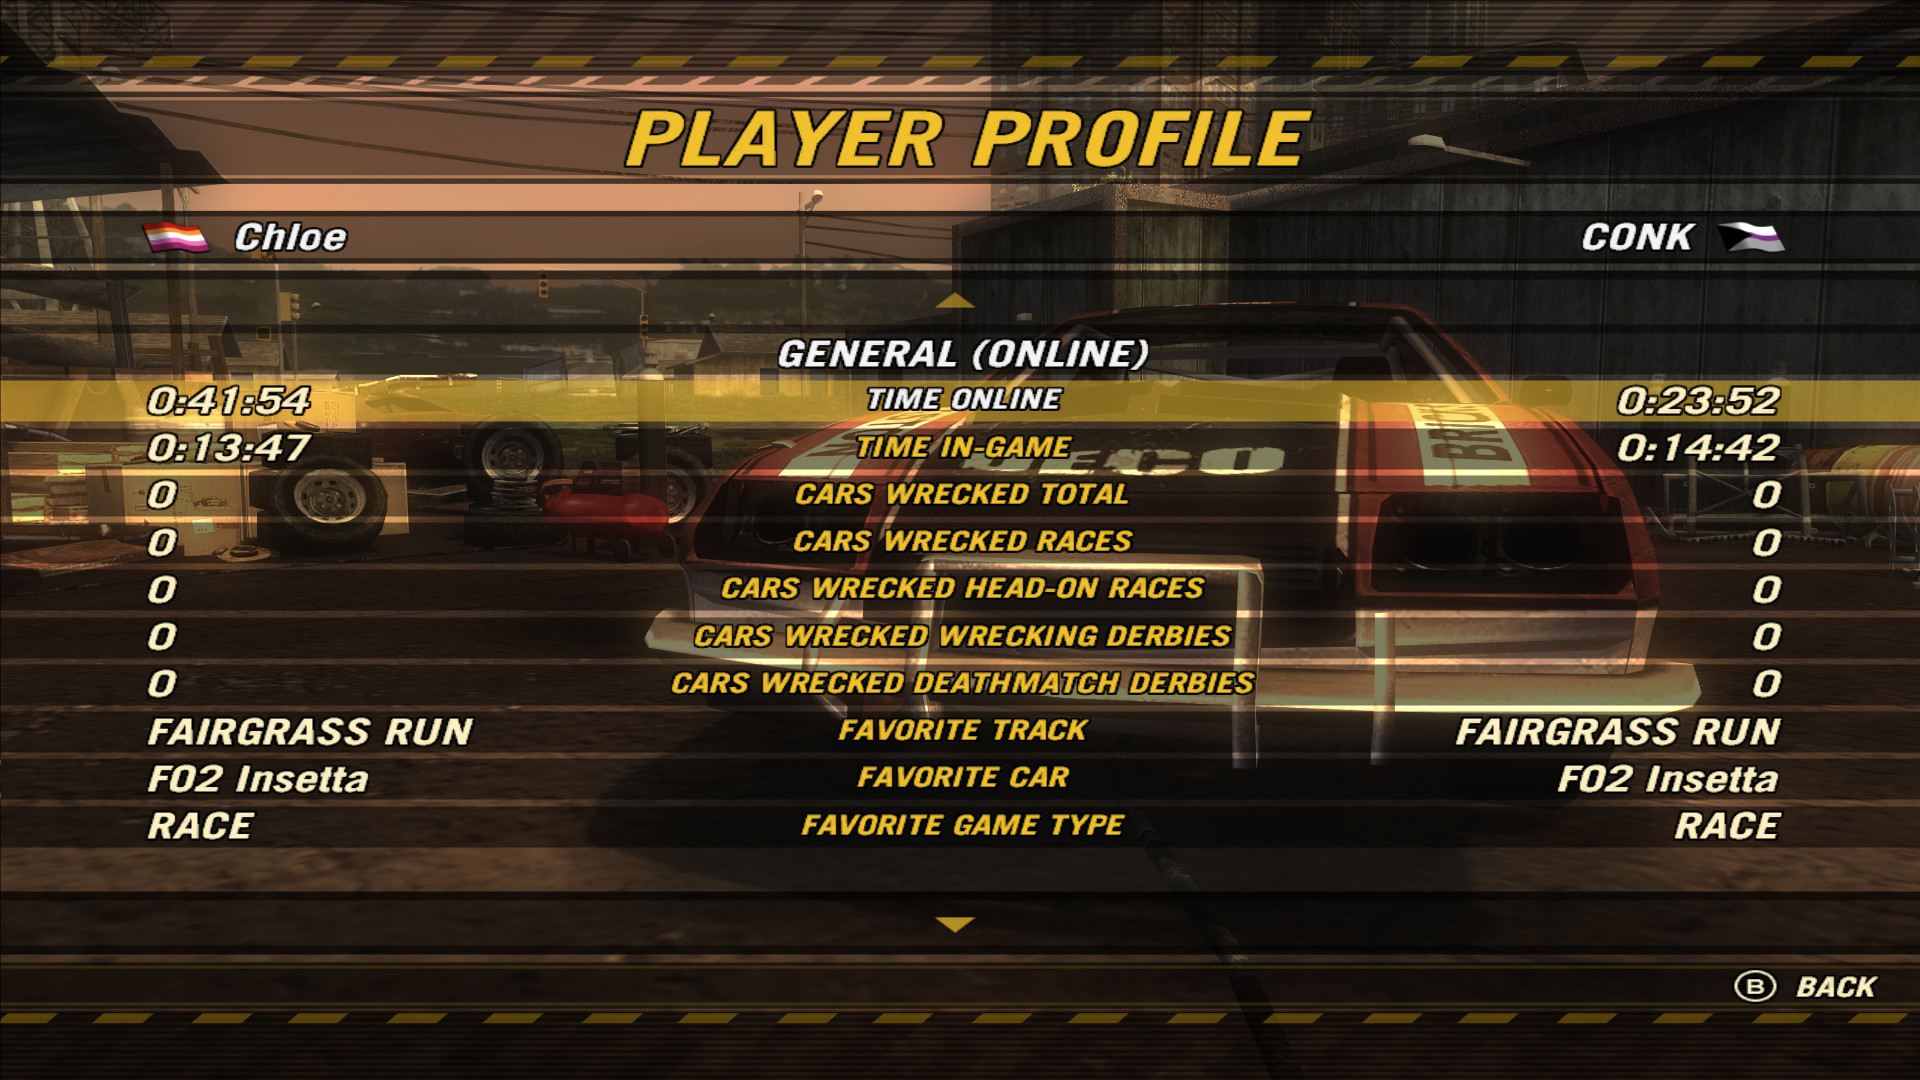 PLAYER PROFILE
Chloe CONK
GENERAL (ONLINE)
0:41:54 TIME ONLINE 0:23:52
0:13:47 TIME IN-GAME 0:14:42
0 CARS WRECKED TOTAL 0
0 CARS WRECKED RACES 0
0 CARS WRECKED HEAD-ON RACES 0
0 CARS WRECKED WRECKING DERBIES 0
0 CARS WRECKED DEATHMATCH DERBIES 0
FAIRGRASS RUN FAVORITE TRACK FAIRGRASS RUN
FO2 Insetta FAVORITE CAR FO2 Insetta
RACE FAVORITE GAME TYPE RACE
B BACK